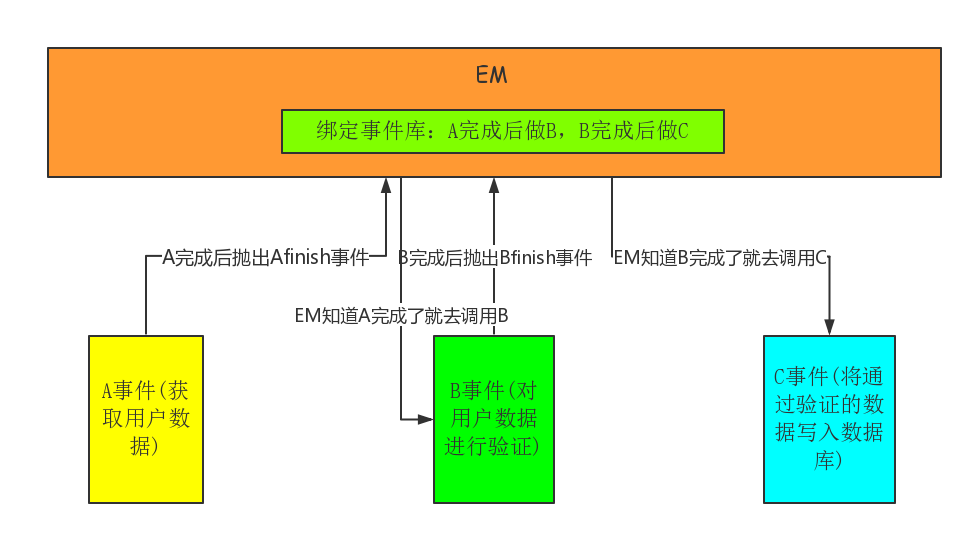 EM
绑定事件库：A完成后做B，B完成后做C
A完成后抛出Afinish事件
B完成后抛出Bfinish事件
EM知道B完成了就去调用C
EM知道A完成了就去调用B
A事件(获
取用户数
据)
B事件(对
用户数据
进行验证)
C事件(将通
过验证的数
据写入数据
库)